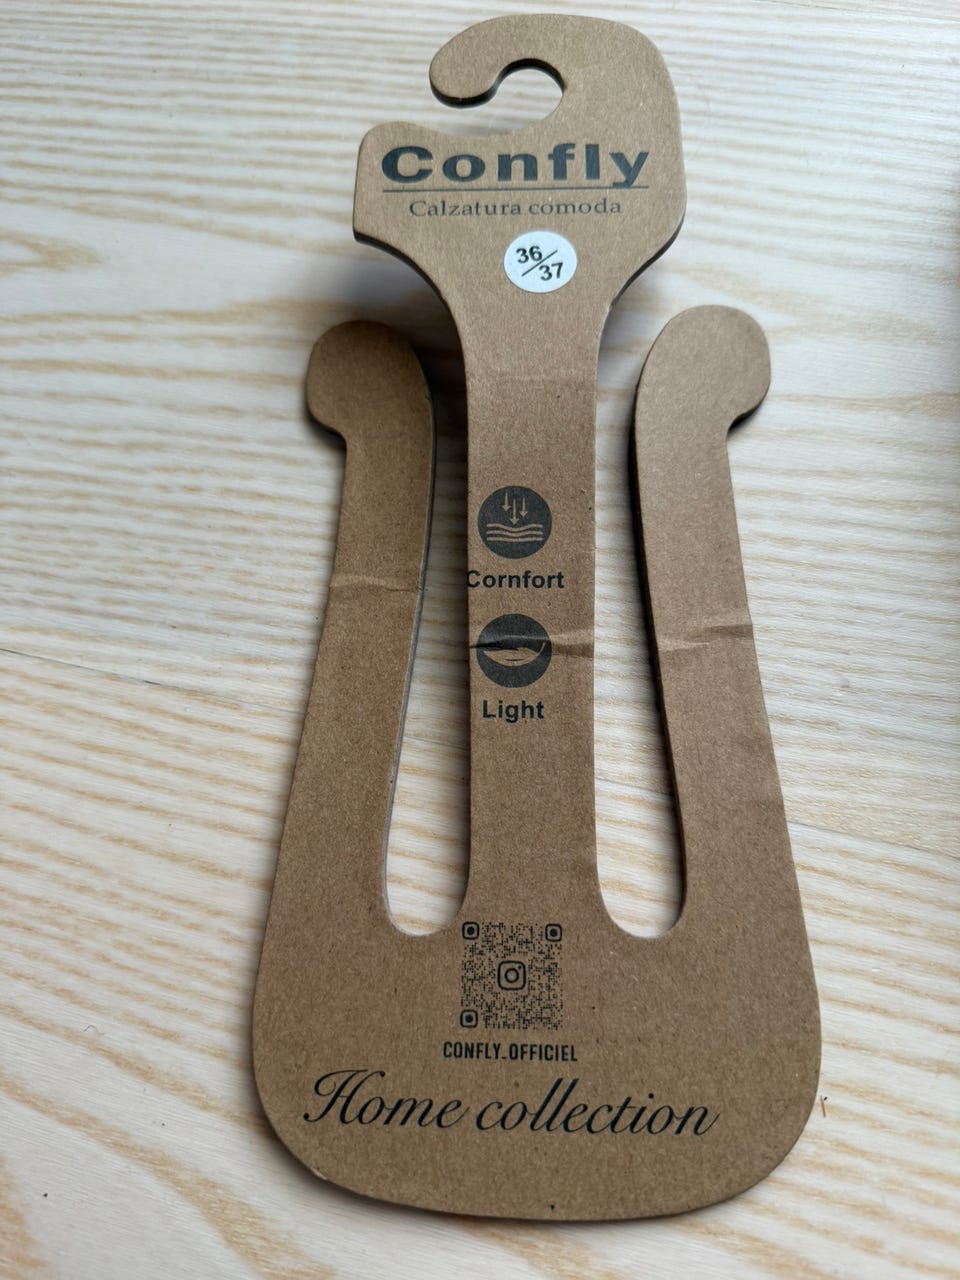 Confly
Calzatura comoda
36/37
Cornfort
Light
CONFLY_OFFICIEL
Home collection